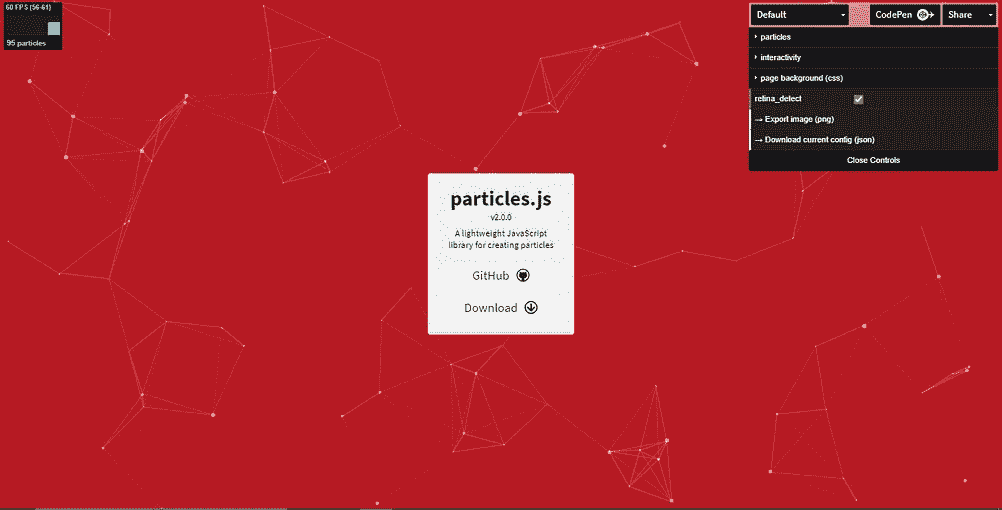 60 FPS (56-61)
95 particles
Default
CodePen
Share
particles
interactivity
page background (css)
retina_detect
→ Export image (png)
→ Download current config (json)
Close Controls
particles.js
v2.0.0
A lightweight JavaScript
library for creating particles
GitHub
Download